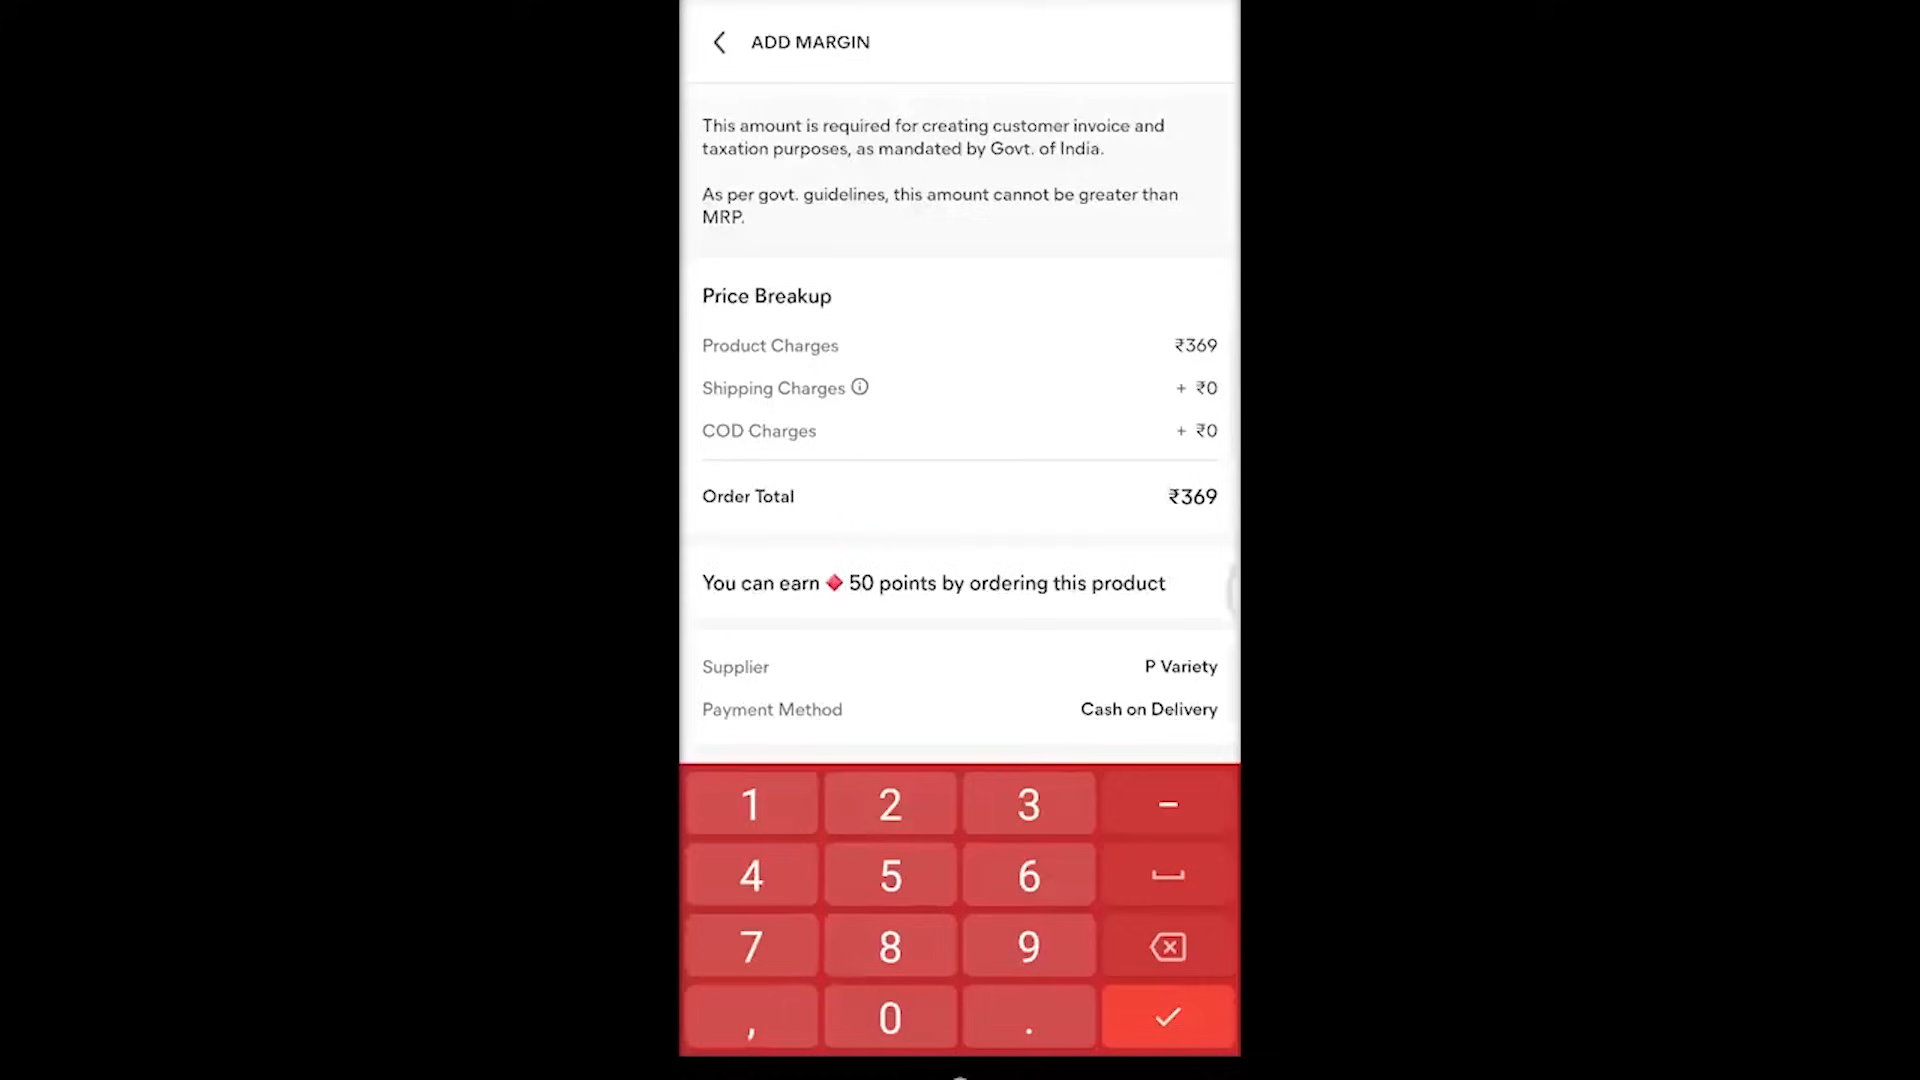 ADD MARGIN
This amount is required for creating customer invoice and
taxation purposes, as mandated by Govt. of India.
As per govt. guidelines, this amount cannot be greater than
MRP.
Price Breakup
Product Charges ₹369
Shipping Charges + ₹0
COD Charges + ₹0
Order Total ₹369
You can earn 50 points by ordering this product
Supplier P Variety
Payment Method Cash on Delivery
1 2 3 -
4 5 6
7 8 9
, 0 .